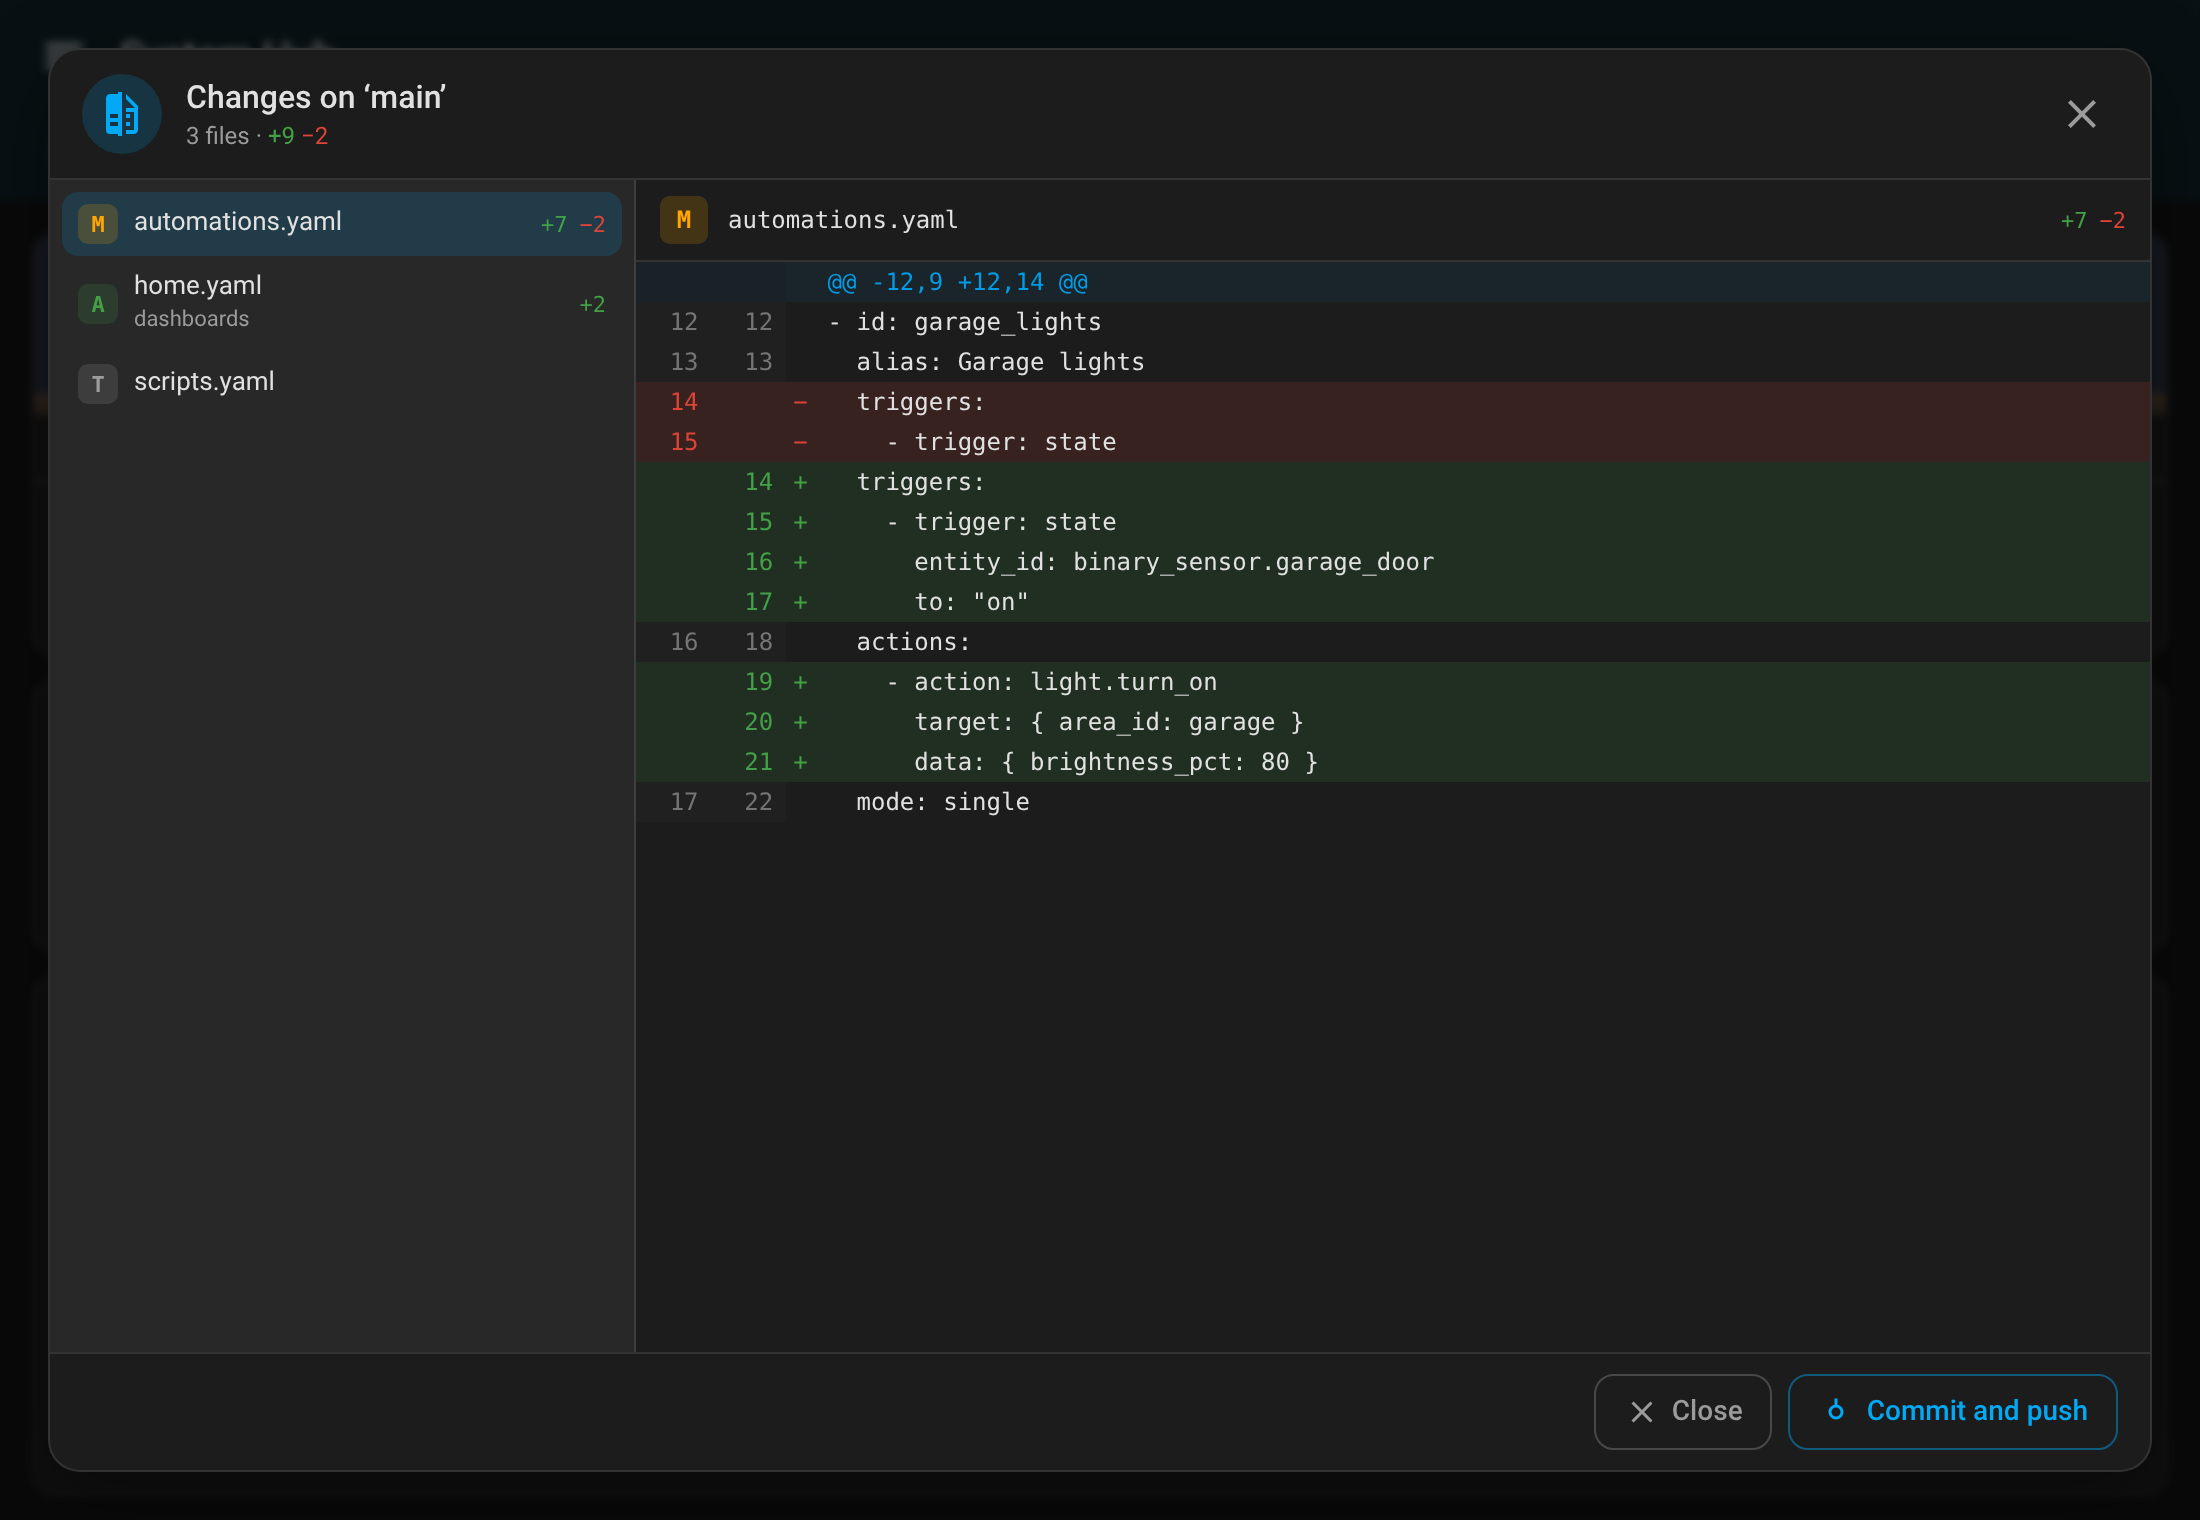 Changes on ‘main’
3 files · +9 −2
M automations.yaml +7 −2
A home.yaml +2
dashboards
T scripts.yaml
M automations.yaml +7 −2
@@ -12,9 +12,14 @@
12 12 - id: garage_lights
13 13 alias: Garage lights
14 − triggers:
15 − - trigger: state
14 + triggers:
15 + - trigger: state
16 + entity_id: binary_sensor.garage_door
17 + to: "on"
16 18 actions:
19 + - action: light.turn_on
20 + target: { area_id: garage }
21 + data: { brightness_pct: 80 }
17 22 mode: single
Close
Commit and push